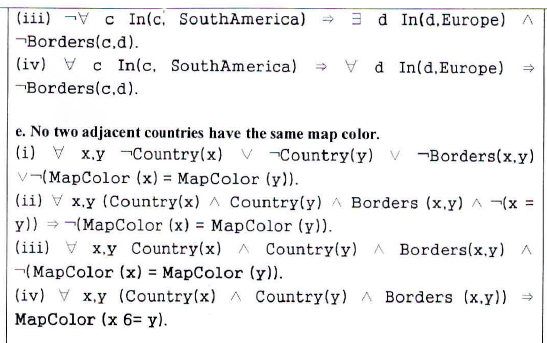 (iii) ¬∀ c In(c, SouthAmerica) ⇒ ∃ d In(d,Europe) ∧
¬Borders(c,d).
(iv) ∀ c In(c, SouthAmerica) ⇒ ∀ d In(d,Europe) ⇒
¬Borders(c,d).
e. No two adjacent countries have the same map color.
(i) ∀ x,y ¬Country(x) ∨ ¬Country(y) ∨ ¬Borders(x,y)
∨¬(MapColor (x) = MapColor (y)).
(ii) ∀ x,y (Country(x) ∧ Country(y) ∧ Borders (x,y) ∧ ¬(x =
y)) ⇒ ¬(MapColor (x) = MapColor (y)).
(iii) ∀ x,y Country(x) ∧ Country(y) ∧ Borders(x,y) ∧
¬(MapColor (x) = MapColor (y)).
(iv) ∀ x,y (Country(x) ∧ Country(y) ∧ Borders (x,y)) ⇒
MapColor (x 6= y).